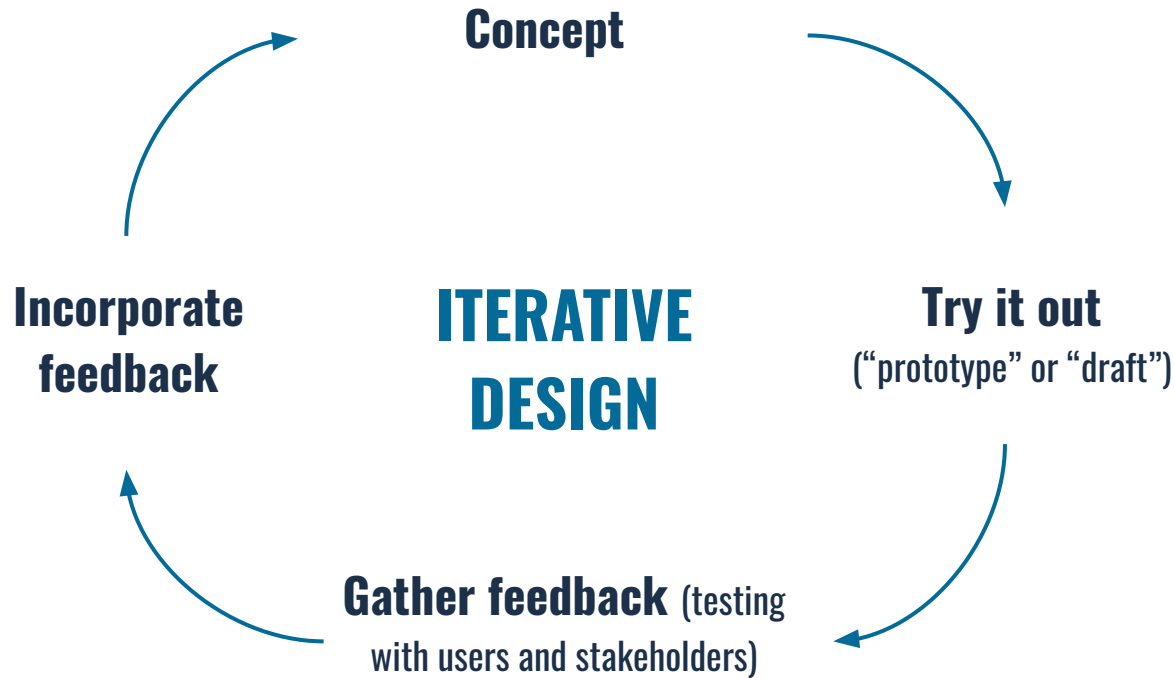 Concept
Try it out
(“prototype” or “draft”)
Gather feedback (testing
with users and stakeholders)
Incorporate
feedback
ITERATIVE
DESIGN